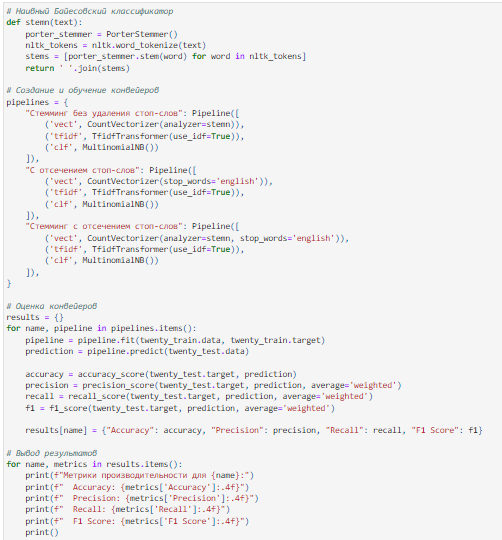 # Наивный Байесовский классификатор
def stemn(text):
    porter_stemmer = PorterStemmer()
    nltk_tokens = nltk.word_tokenize(text)
    stems = [porter_stemmer.stem(word) for word in nltk_tokens]
    return ' '.join(stems)

# Создание и обучение конвейеров
pipelines = {
    "Стемминг без удаления стоп-слов": Pipeline([
        ('vect', CountVectorizer(analyzer=stemn)),
        ('tfidf', TfidfTransformer(use_idf=True)),
        ('clf', MultinomialNB())
    ]),
    "С отсечением стоп-слов": Pipeline([
        ('vect', CountVectorizer(stop_words='english')),
        ('tfidf', TfidfTransformer(use_idf=True)),
        ('clf', MultinomialNB())
    ]),
    "Стемминг с отсечением стоп-слов": Pipeline([
        ('vect', CountVectorizer(analyzer=stemn, stop_words='english')),
        ('tfidf', TfidfTransformer(use_idf=True)),
        ('clf', MultinomialNB())
    ]),
}

# Оценка конвейеров
results = {}
for name, pipeline in pipelines.items():
    pipeline = pipeline.fit(twenty_train.data, twenty_train.target)
    prediction = pipeline.predict(twenty_test.data)

    accuracy = accuracy_score(twenty_test.target, prediction)
    precision = precision_score(twenty_test.target, prediction, average='weighted')
    recall = recall_score(twenty_test.target, prediction, average='weighted')
    f1 = f1_score(twenty_test.target, prediction, average='weighted')

    results[name] = {"Accuracy": accuracy, "Precision": precision, "Recall": recall, "F1 Score": f1}

# Вывод результатов
for name, metrics in results.items():
    print(f"Метрики производительности для {name}:")
    print(f"  Accuracy: {metrics['Accuracy']:.4f}")
    print(f"  Precision: {metrics['Precision']:.4f}")
    print(f"  Recall: {metrics['Recall']:.4f}")
    print(f"  F1 Score: {metrics['F1 Score']:.4f}")
    print()